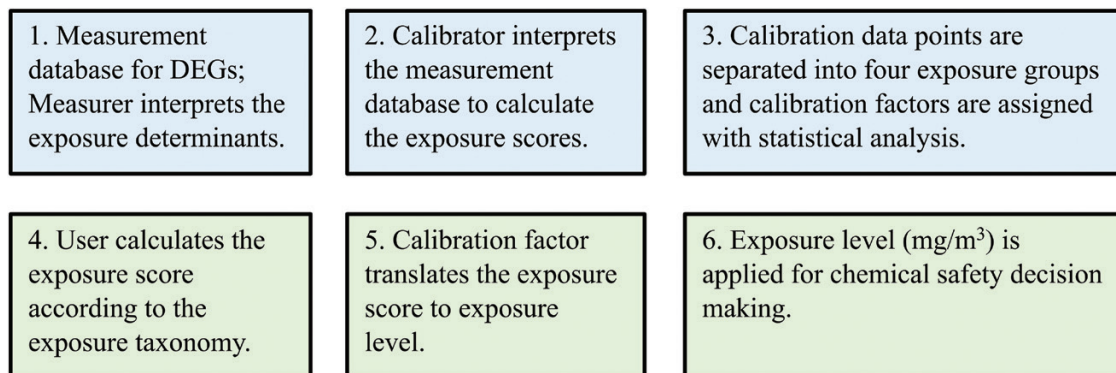 1. Measurement
database for DEGs;
Measurer interprets the
exposure determinants.
2. Calibrator interprets
the measurement
database to calculate
the exposure scores.
3. Calibration data points are
separated into four exposure groups
and calibration factors are assigned
with statistical analysis.
4. User calculates the
exposure score
according to the
exposure taxonomy.
5. Calibration factor
translates the exposure
score to exposure
level.
6. Exposure level (mg/m³) is
applied for chemical safety decision
making.